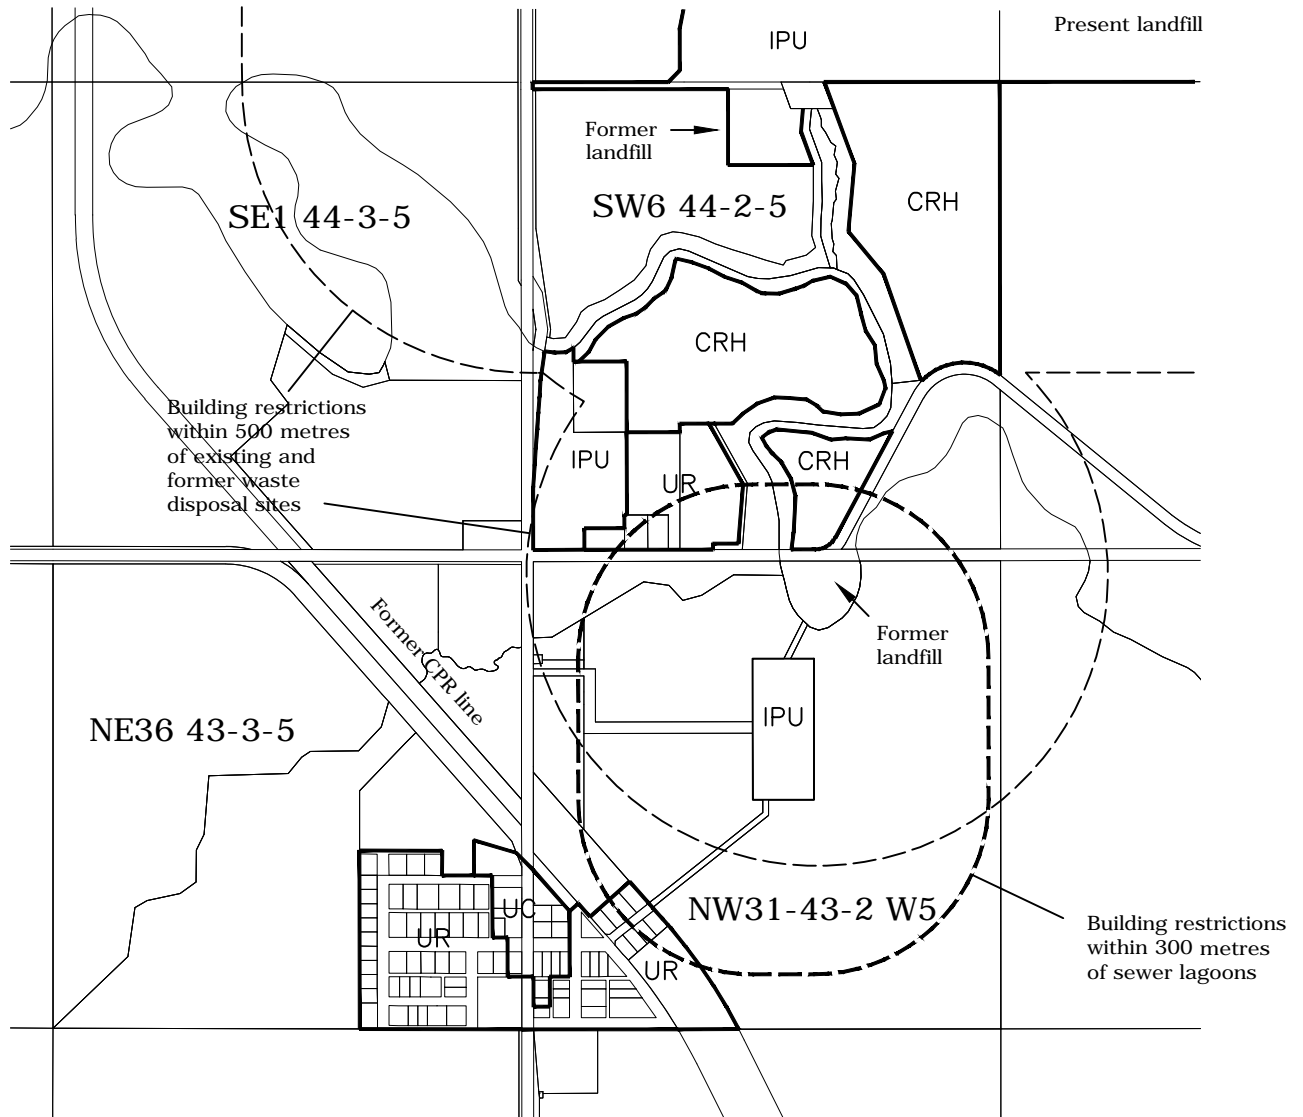 Present landfill
IPU
Former
landfill
SE1 44-3-5
SW6 44-2-5
CRH
CRH
Building restrictions
within 500 metres
of existing and
former waste
disposal sites
IPU
UR
CRH
Former CPR line
Former
landfill
NE36 43-3-5
IPU
UC
UR
NW31-43-2 W5
UR
Building restrictions
within 300 metres
of sewer lagoons